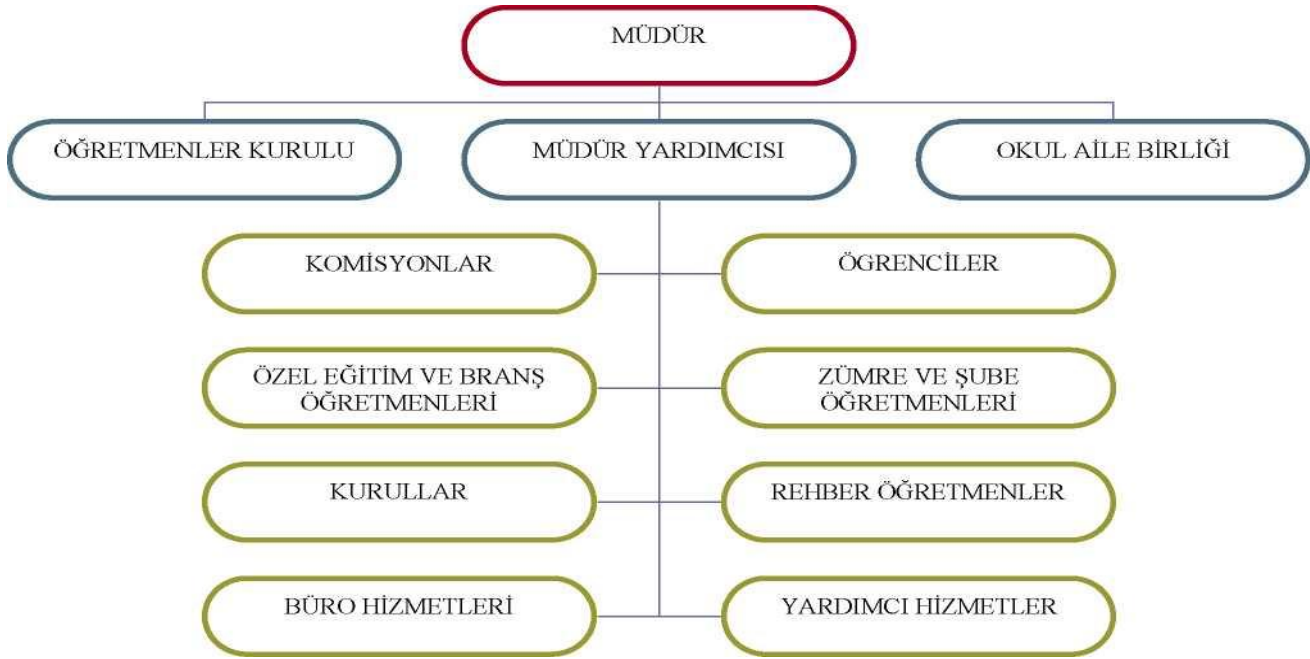 MÜDÜR
ÖĞRETMENLER KURULU
MÜDÜR YARDIMCISI
OKUL AİLE BİRLİĞİ
KOMİSYONLAR
ÖGRENCİLER
ÖZEL EĞİTİM VE BRANŞ
ÖĞRETMENLERİ
ZÜMRE VE ŞUBE
ÖĞRETMENLERİ
KURULLAR
REHBER ÖĞRETMENLER
BÜRO HİZMETLERİ
YARDIMCI HİZMETLER